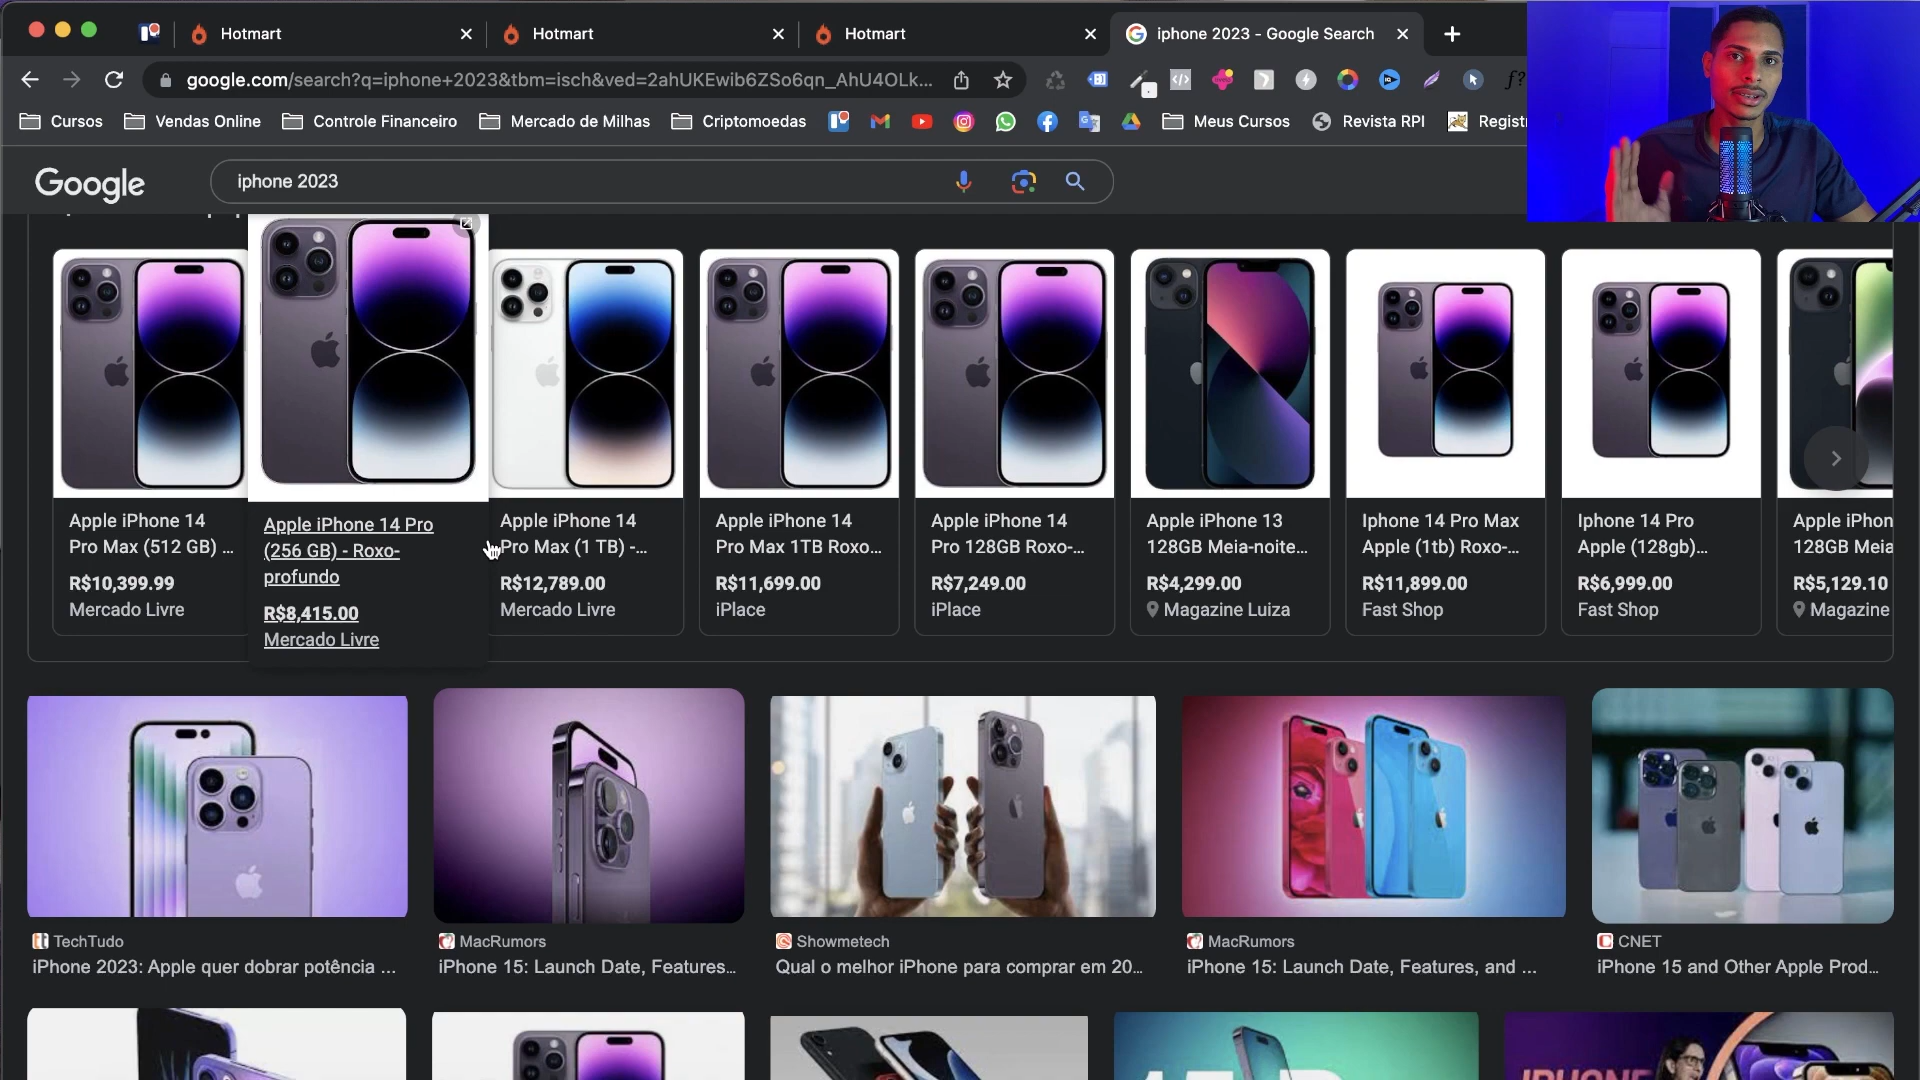 Hotmart
Hotmart
Hotmart
iphone 2023 - Google Search
google.com/search?q=iphone+2023&tbm=isch&ved=2ahUKEwib6ZSo6qn_AhU4OLk...
Cursos
Vendas Online
Controle Financeiro
Mercado de Milhas
Criptomoedas
Meus Cursos
Revista RPI
Registr
Google
iphone 2023
Apple iPhone 14
Pro Max (512 GB) ...
R$10,399.99
Mercado Livre
Apple iPhone 14 Pro
(256 GB) - Roxo-
profundo
R$8,415.00
Mercado Livre
Apple iPhone 14
Pro Max (1 TB) -...
R$12,789.00
Mercado Livre
Apple iPhone 14
Pro Max 1TB Roxo...
R$11,699.00
iPlace
Apple iPhone 14
Pro 128GB Roxo-...
R$7,249.00
iPlace
Apple iPhone 13
128GB Meia-noite...
R$4,299.00
Magazine Luiza
Iphone 14 Pro Max
Apple (1tb) Roxo-...
R$11,899.00
Fast Shop
Iphone 14 Pro
Apple (128gb)...
R$6,999.00
Fast Shop
Apple iPhon
128GB Meia
R$5,129.10
Magazine
TechTudo
iPhone 2023: Apple quer dobrar potência ...
MacRumors
iPhone 15: Launch Date, Features...
Showmetech
Qual o melhor iPhone para comprar em 20...
MacRumors
iPhone 15: Launch Date, Features, and ...
CNET
iPhone 15 and Other Apple Prod...
IPHONE